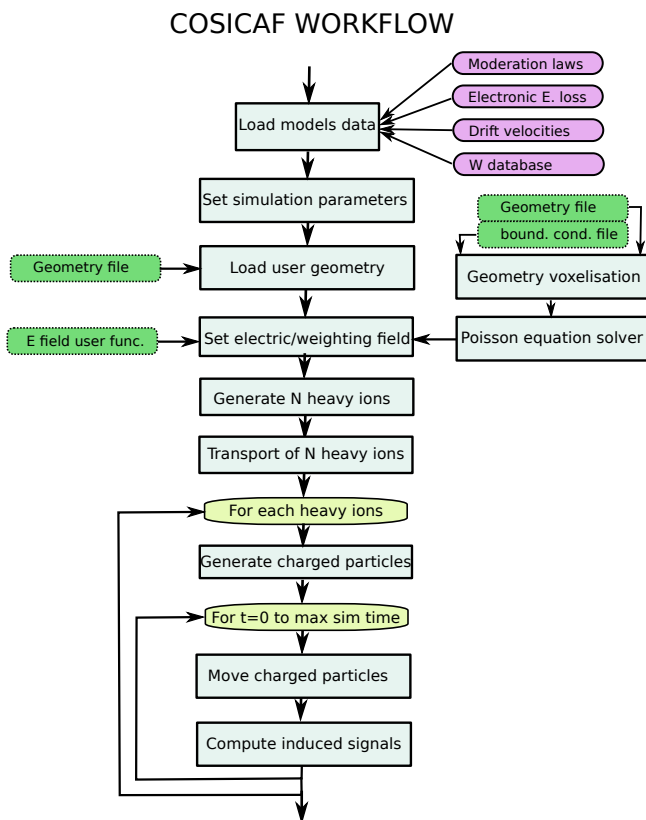 COSICAF WORKFLOW
Moderation laws
Electronic E. loss
Drift velocities
W database
Load models data
Set simulation parameters
Geometry file
bound. cond. file
Geometry file
Load user geometry
Geometry voxelisation
E field user func.
Set electric/weighting field
Poisson equation solver
Generate N heavy ions
Transport of N heavy ions
For each heavy ions
Generate charged particles
For t=0 to max sim time
Move charged particles
Compute induced signals